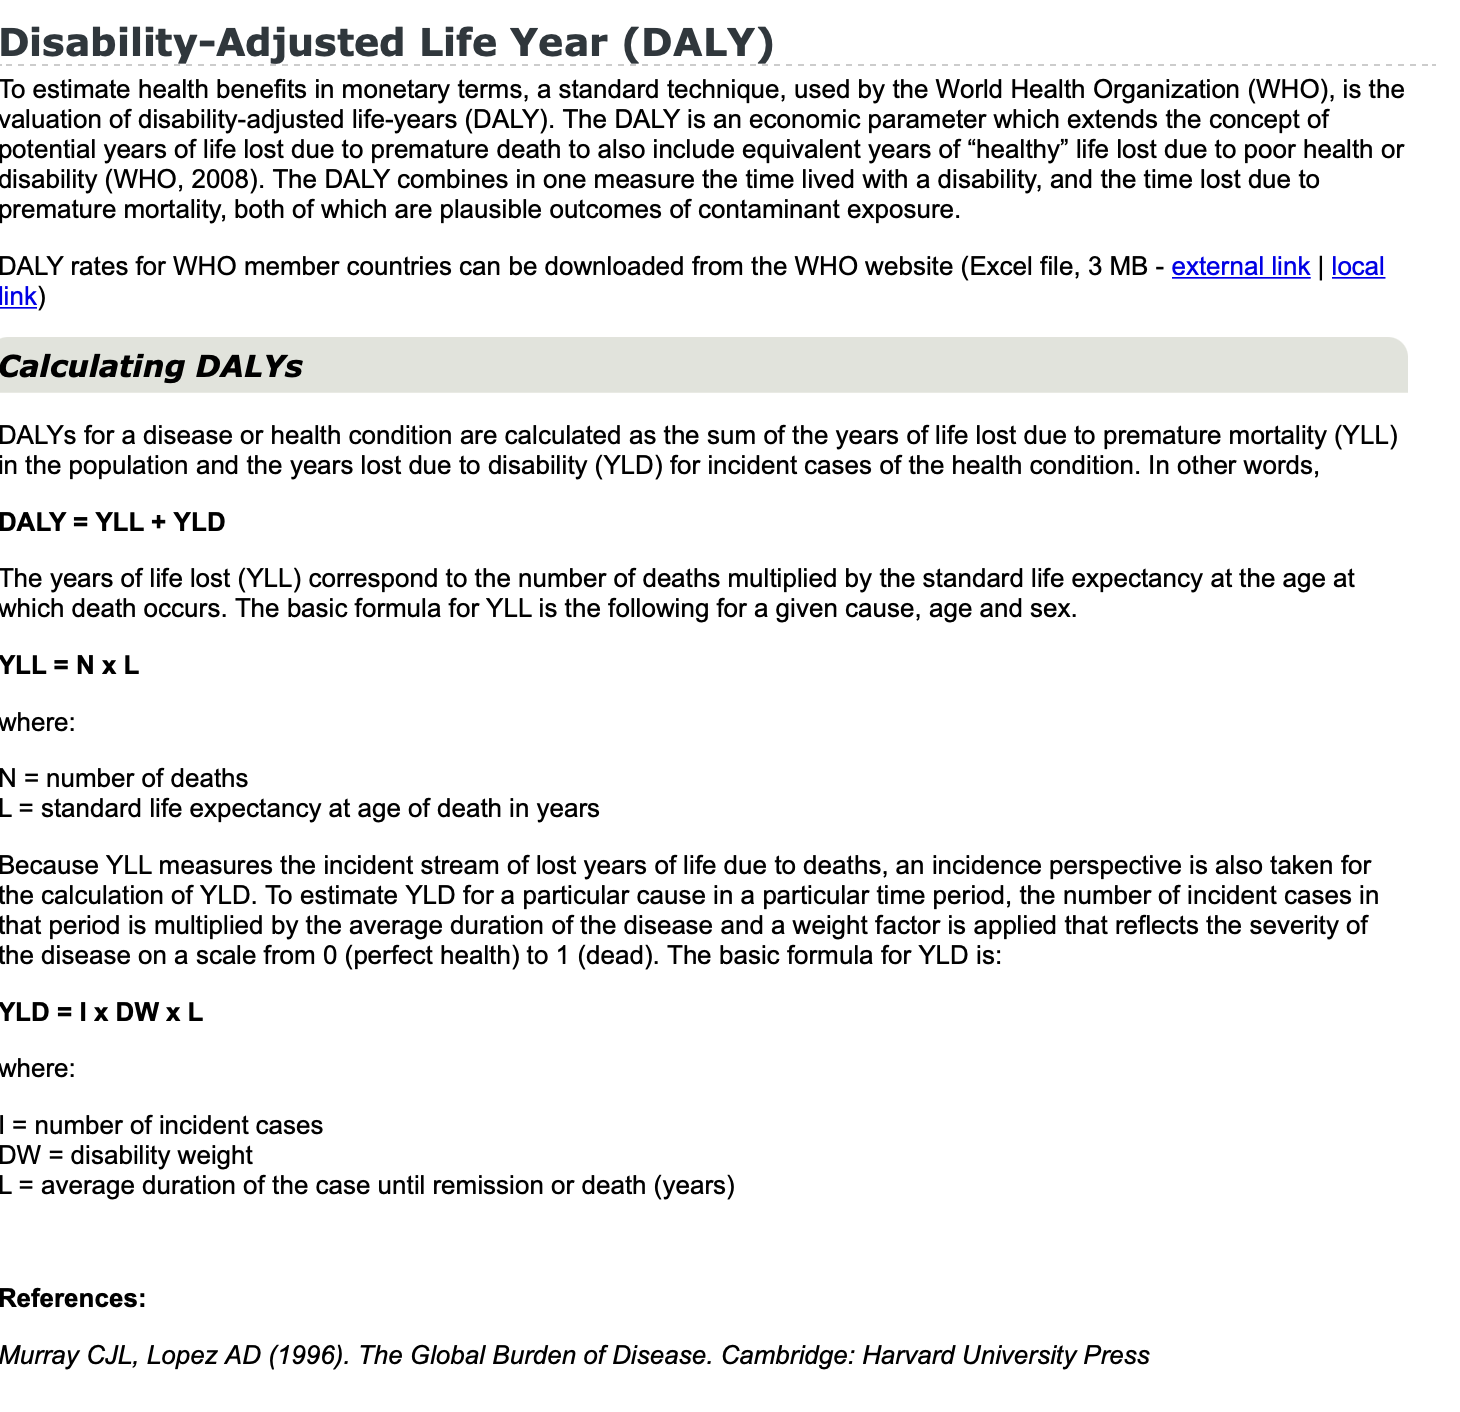 Disability-Adjusted Life Year (DALY)
To estimate health benefits in monetary terms, a standard technique, used by the World Health Organization (WHO), is the
valuation of disability-adjusted life-years (DALY). The DALY is an economic parameter which extends the concept of
potential years of life lost due to premature death to also include equivalent years of “healthy” life lost due to poor health or
disability (WHO, 2008). The DALY combines in one measure the time lived with a disability, and the time lost due to
premature mortality, both of which are plausible outcomes of contaminant exposure.
DALY rates for WHO member countries can be downloaded from the WHO website (Excel file, 3 MB - external link | local
link)
Calculating DALYs
DALYs for a disease or health condition are calculated as the sum of the years of life lost due to premature mortality (YLL)
in the population and the years lost due to disability (YLD) for incident cases of the health condition. In other words,
DALY = YLL + YLD
The years of life lost (YLL) correspond to the number of deaths multiplied by the standard life expectancy at the age at
which death occurs. The basic formula for YLL is the following for a given cause, age and sex.
YLL = N x L
where:
N = number of deaths
L = standard life expectancy at age of death in years
Because YLL measures the incident stream of lost years of life due to deaths, an incidence perspective is also taken for
the calculation of YLD. To estimate YLD for a particular cause in a particular time period, the number of incident cases in
that period is multiplied by the average duration of the disease and a weight factor is applied that reflects the severity of
the disease on a scale from 0 (perfect health) to 1 (dead). The basic formula for YLD is:
YLD = I x DW x L
where:
I = number of incident cases
DW = disability weight
L = average duration of the case until remission or death (years)
References:
Murray CJL, Lopez AD (1996). The Global Burden of Disease. Cambridge: Harvard University Press